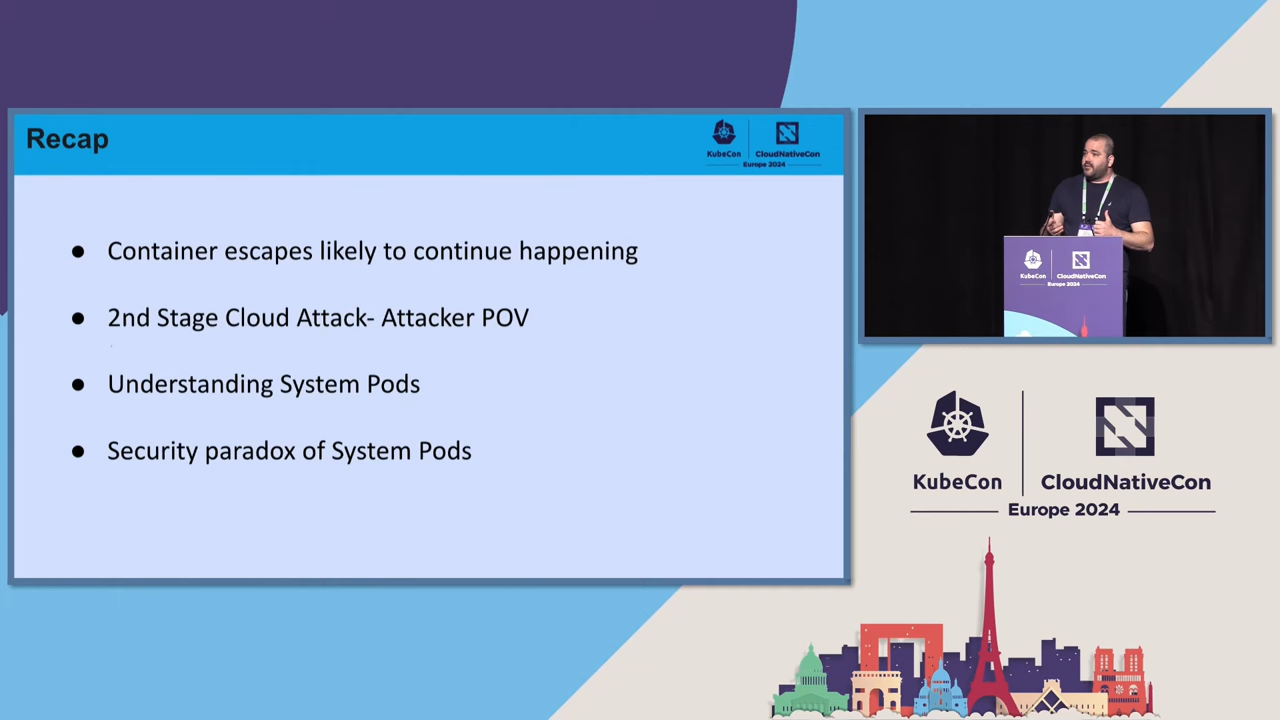 Recap
KubeCon
CloudNativeCon
Europe 2024
● Container escapes likely to continue happening
● 2nd Stage Cloud Attack- Attacker POV
● Understanding System Pods
● Security paradox of System Pods
KubeCon
CloudNativeCon
Europe 2024
KubeCon
CloudNativeCon
Europe 2024